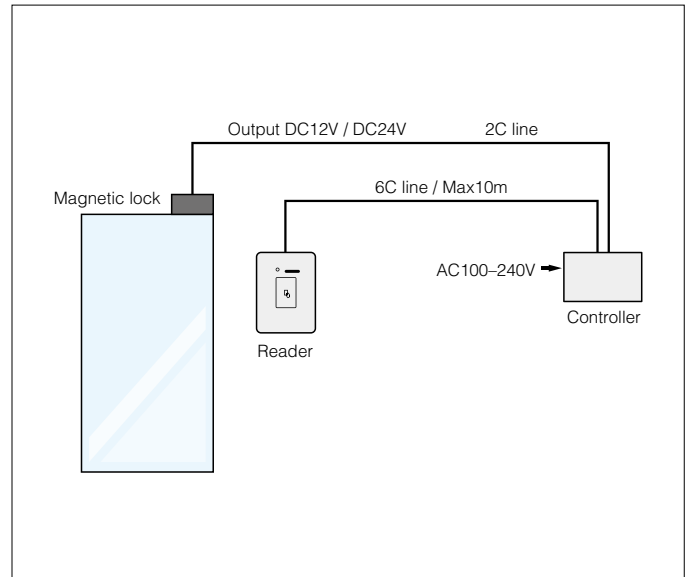 Output DC12V / DC24V 2C line
Magnetic lock
6C line / Max10m
AC100–240V
Controller
Reader